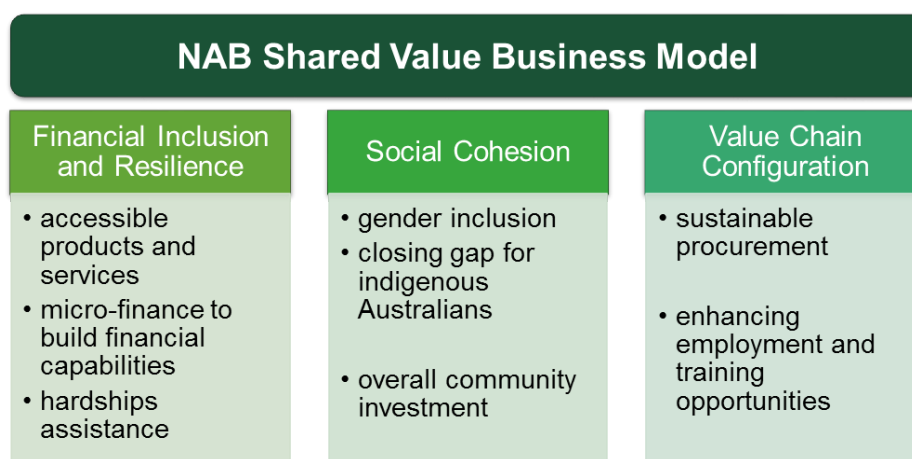 NAB Shared Value Business Model
Financial Inclusion
and Resilience
• accessible
products and
services
• micro-finance to
build financial
capabilities
• hardships
assistance
Social Cohesion
• gender inclusion
• closing gap for
indigenous
Australians
• overall community
investment
Value Chain
Configuration
• sustainable
procurement
• enhancing
employment and
training
opportunities